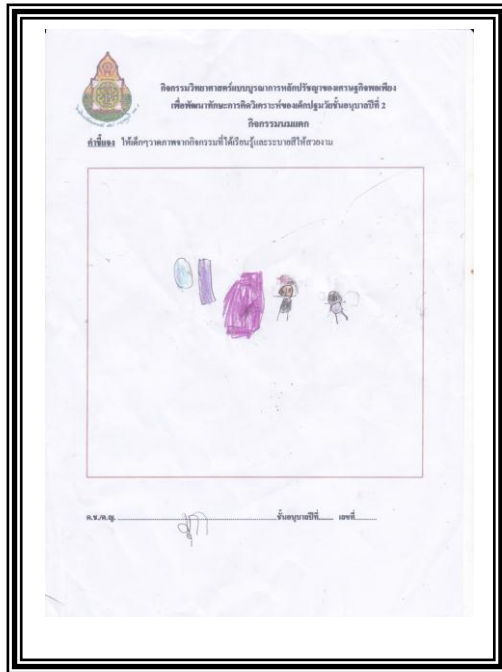 กิจกรรมวิทยาศาสตร์แบบบูรณาการหลักปรัชญาของเศรษฐกิจพอเพียง
เพื่อพัฒนาทักษะการคิดวิเคราะห์ของเด็กปฐมวัยชั้นอนุบาลปีที่ 2
กิจกรรมนมแตก
คำชี้แจง ให้เด็กๆวาดภาพจากกิจกรรมที่ได้เรียนรู้และระบายสีให้สวยงาม
ด.ช./ด.ญ. ชั้นอนุบาลปีที่ เลขที่